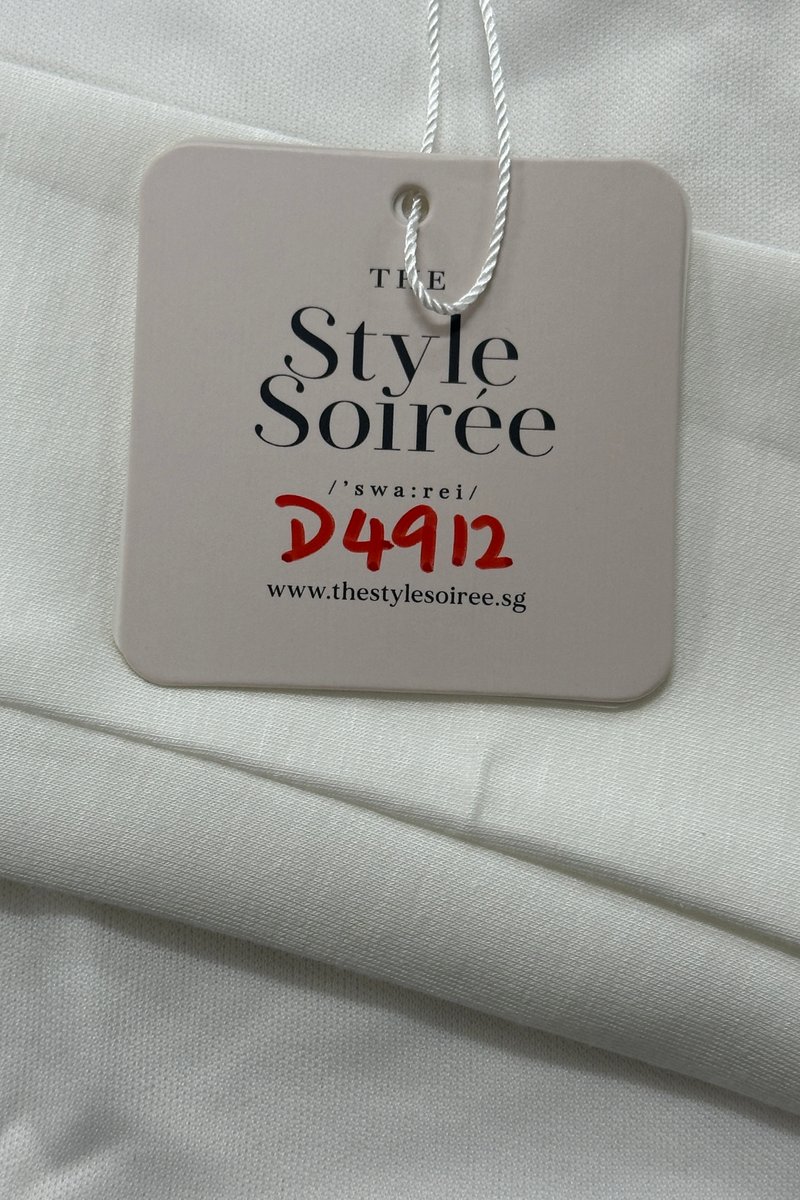 THE
Style
Soirée
/'swa:rei/
D4912
www.thestylesoiree.sg